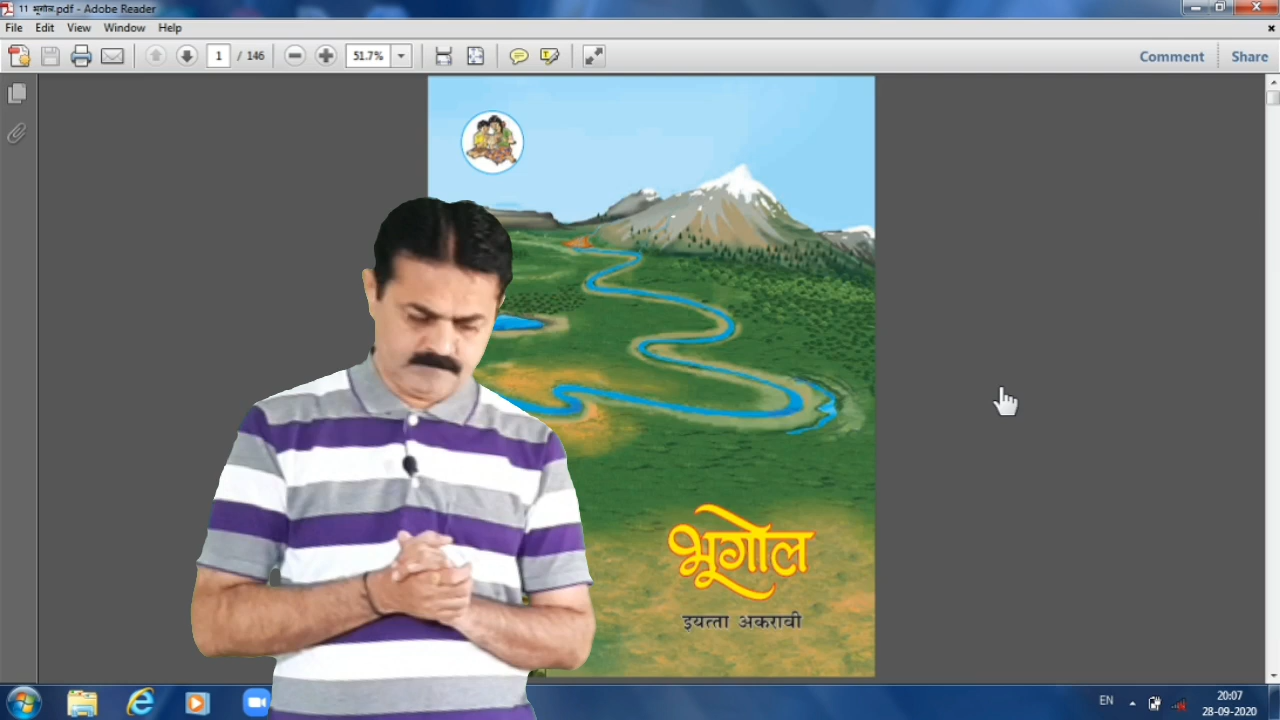 11 भूगोल.pdf - Adobe Reader
File Edit View Window Help
1 / 146 51.7% Comment Share
भूगोल
इयत्ता अकरावी
EN 20:07
28-09-2020